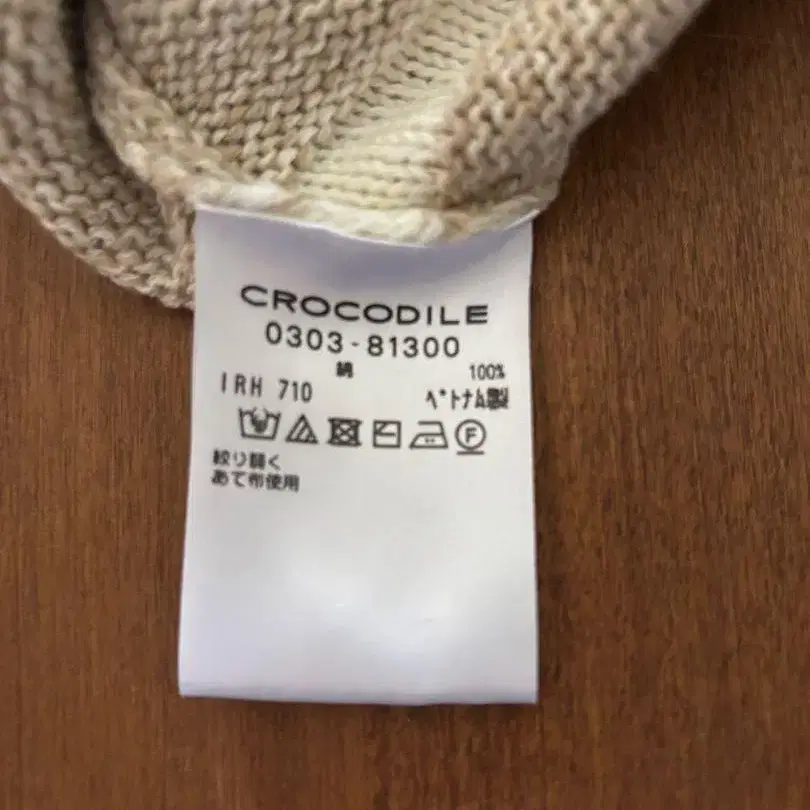 CROCODILE
0303-81300
綿 100%
IRH 710 ベトナム製
F
絞り弱く
あて布使用